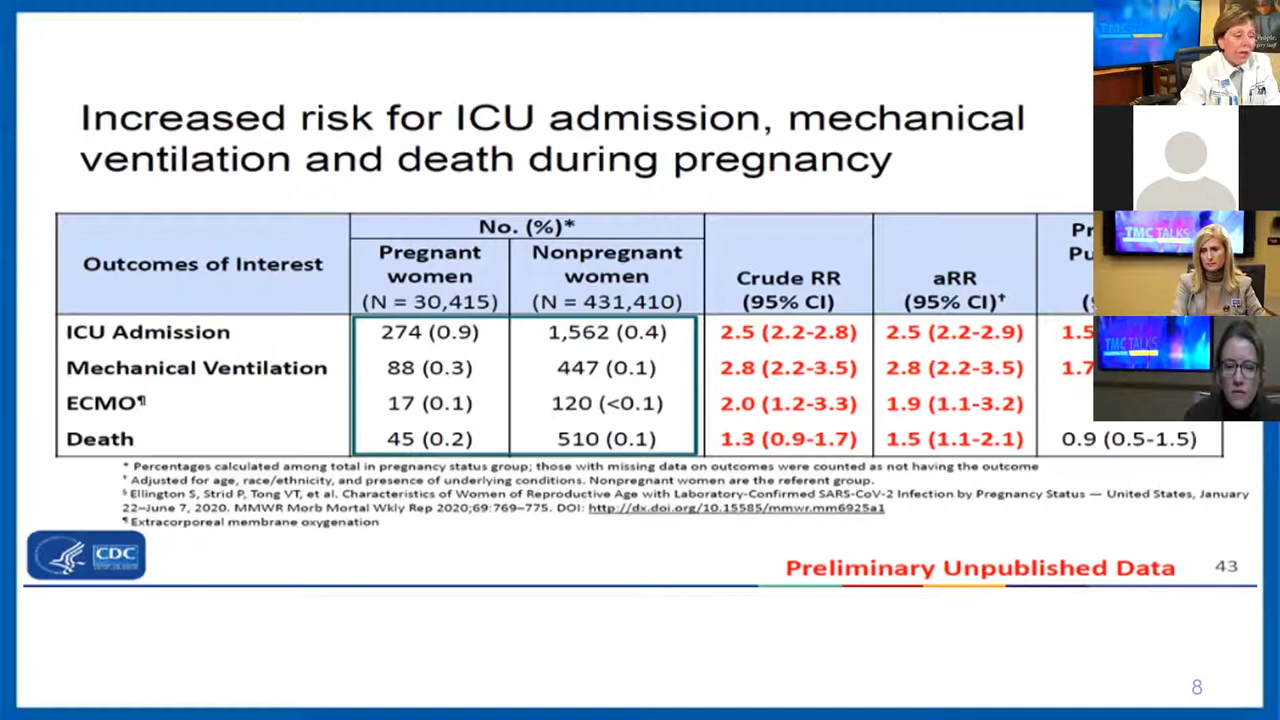 Increased risk for ICU admission, mechanical
ventilation and death during pregnancy
Outcomes of Interest
No. (%)*
Pregnant women (N = 30,415)
Nonpregnant women (N = 431,410)
Crude RR (95% CI)
aRR (95% CI)†
ICU Admission 274 (0.9) 1,562 (0.4) 2.5 (2.2-2.8) 2.5 (2.2-2.9)
Mechanical Ventilation 88 (0.3) 447 (0.1) 2.8 (2.2-3.5) 2.8 (2.2-3.5)
ECMO¶ 17 (0.1) 120 (<0.1) 2.0 (1.2-3.3) 1.9 (1.1-3.2)
Death 45 (0.2) 510 (0.1) 1.3 (0.9-1.7) 1.5 (1.1-2.1) 0.9 (0.5-1.5)
* Percentages calculated among total in pregnancy status group; those with missing data on outcomes were counted as not having the outcome
† Adjusted for age, race/ethnicity, and presence of underlying conditions. Nonpregnant women are the referent group.
§ Ellington S, Strid P, Tong VT, et al. Characteristics of Women of Reproductive Age with Laboratory-Confirmed SARS-CoV-2 Infection by Pregnancy Status — United States, January
22–June 7, 2020. MMWR Morb Mortal Wkly Rep 2020;69:769–775. DOI: http://dx.doi.org/10.15585/mmwr.mm6925a1
¶ Extracorporeal membrane oxygenation
CDC
Preliminary Unpublished Data
43
8
TMC
People.
TMC TALKS
TMC TALKS